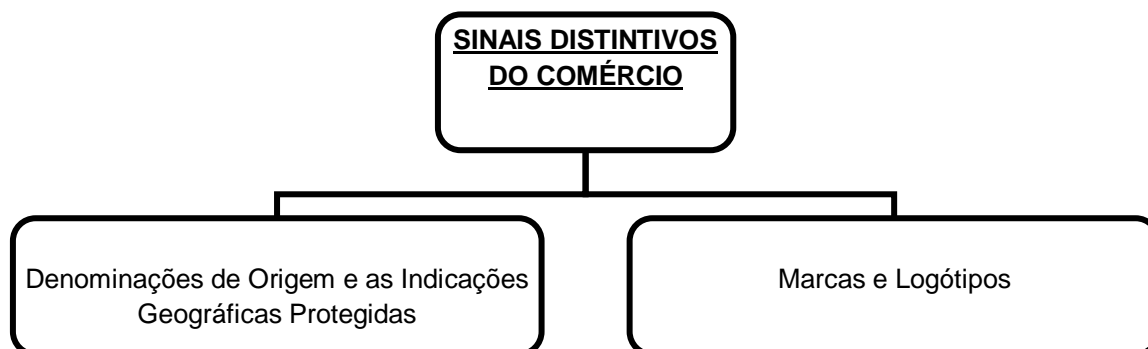 SINAIS DISTINTIVOS
DO COMÉRCIO
Denominações de Origem e as Indicações
Geográficas Protegidas
Marcas e Logótipos